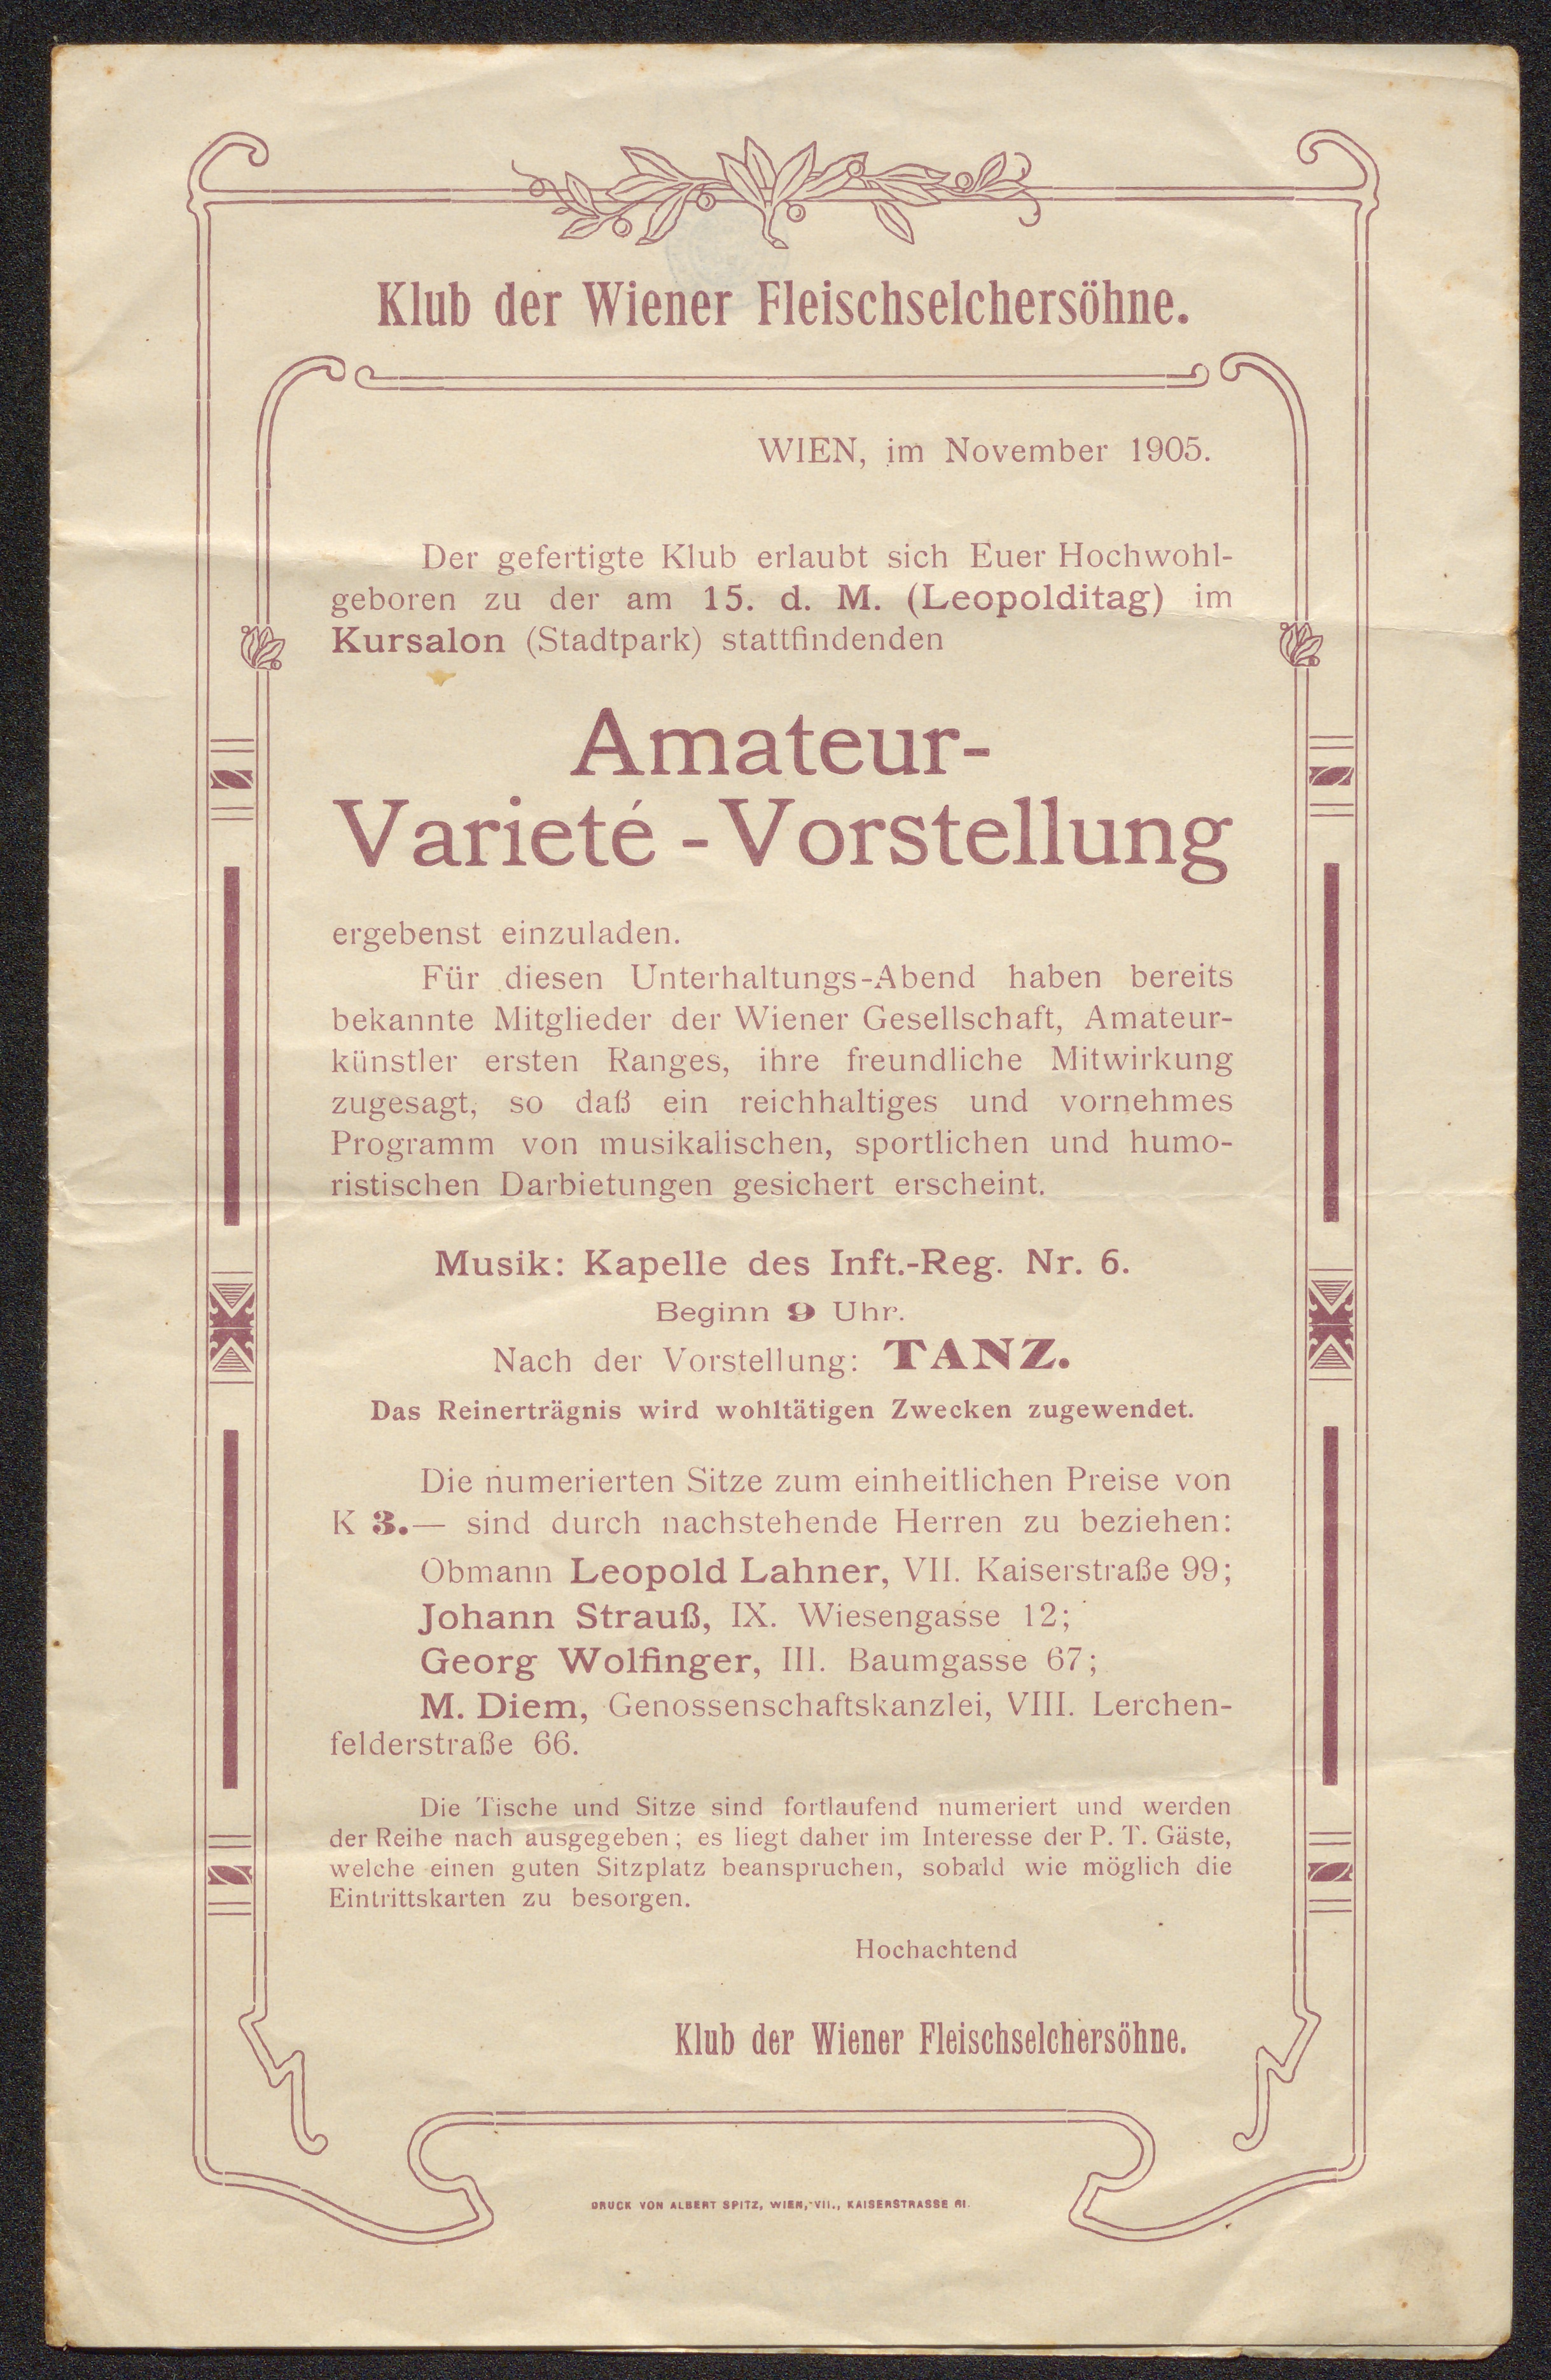 Klub der Wiener Fleischselchersöhne.
WIEN, im November 1905.
Der gefertigte Klub erlaubt sich Euer Hochwohl-
geboren zu der am 15. d. M. (Leopolditag) im
Kursalon (Stadtpark) stattfindenden
Amateur-
Varieté-Vorstellung
ergebenst einzuladen.
Für diesen Unterhaltungs-Abend haben bereits
bekannte Mitglieder der Wiener Gesellschaft, Amateur-
künstler ersten Ranges, ihre freundliche Mitwirkung
zugesagt, so daß ein reichhaltiges und vornehmes
Programm von musikalischen, sportlichen und humo-
ristischen Darbietungen gesichert erscheint.
Musik: Kapelle des Inft.-Reg. Nr. 6.
Beginn 9 Uhr.
Nach der Vorstellung: TANZ.
Das Reinerträgnis wird wohltätigen Zwecken zugewendet.
Die numerierten Sitze zum einheitlichen Preise von
K 3.— sind durch nachstehende Herren zu beziehen:
Obmann Leopold Lahner, VII. Kaiserstraße 99;
Johann Strauß, IX. Wiesengasse 12;
Georg Wolfinger, III. Baumgasse 67;
M. Diem, Genossenschaftskanzlei, VIII. Lerchen-
felderstraße 66.
Die Tische und Sitze sind fortlaufend numeriert und werden
der Reihe nach ausgegeben; es liegt daher im Interesse der P. T. Gäste,
welche einen guten Sitzplatz beanspruchen, sobald wie möglich die
Eintrittskarten zu besorgen.
Hochachtend
Klub der Wiener Fleischselchersöhne.
DRUCK VON ALBERT SPITZ, WIEN, VII., KAISERSTRASSE